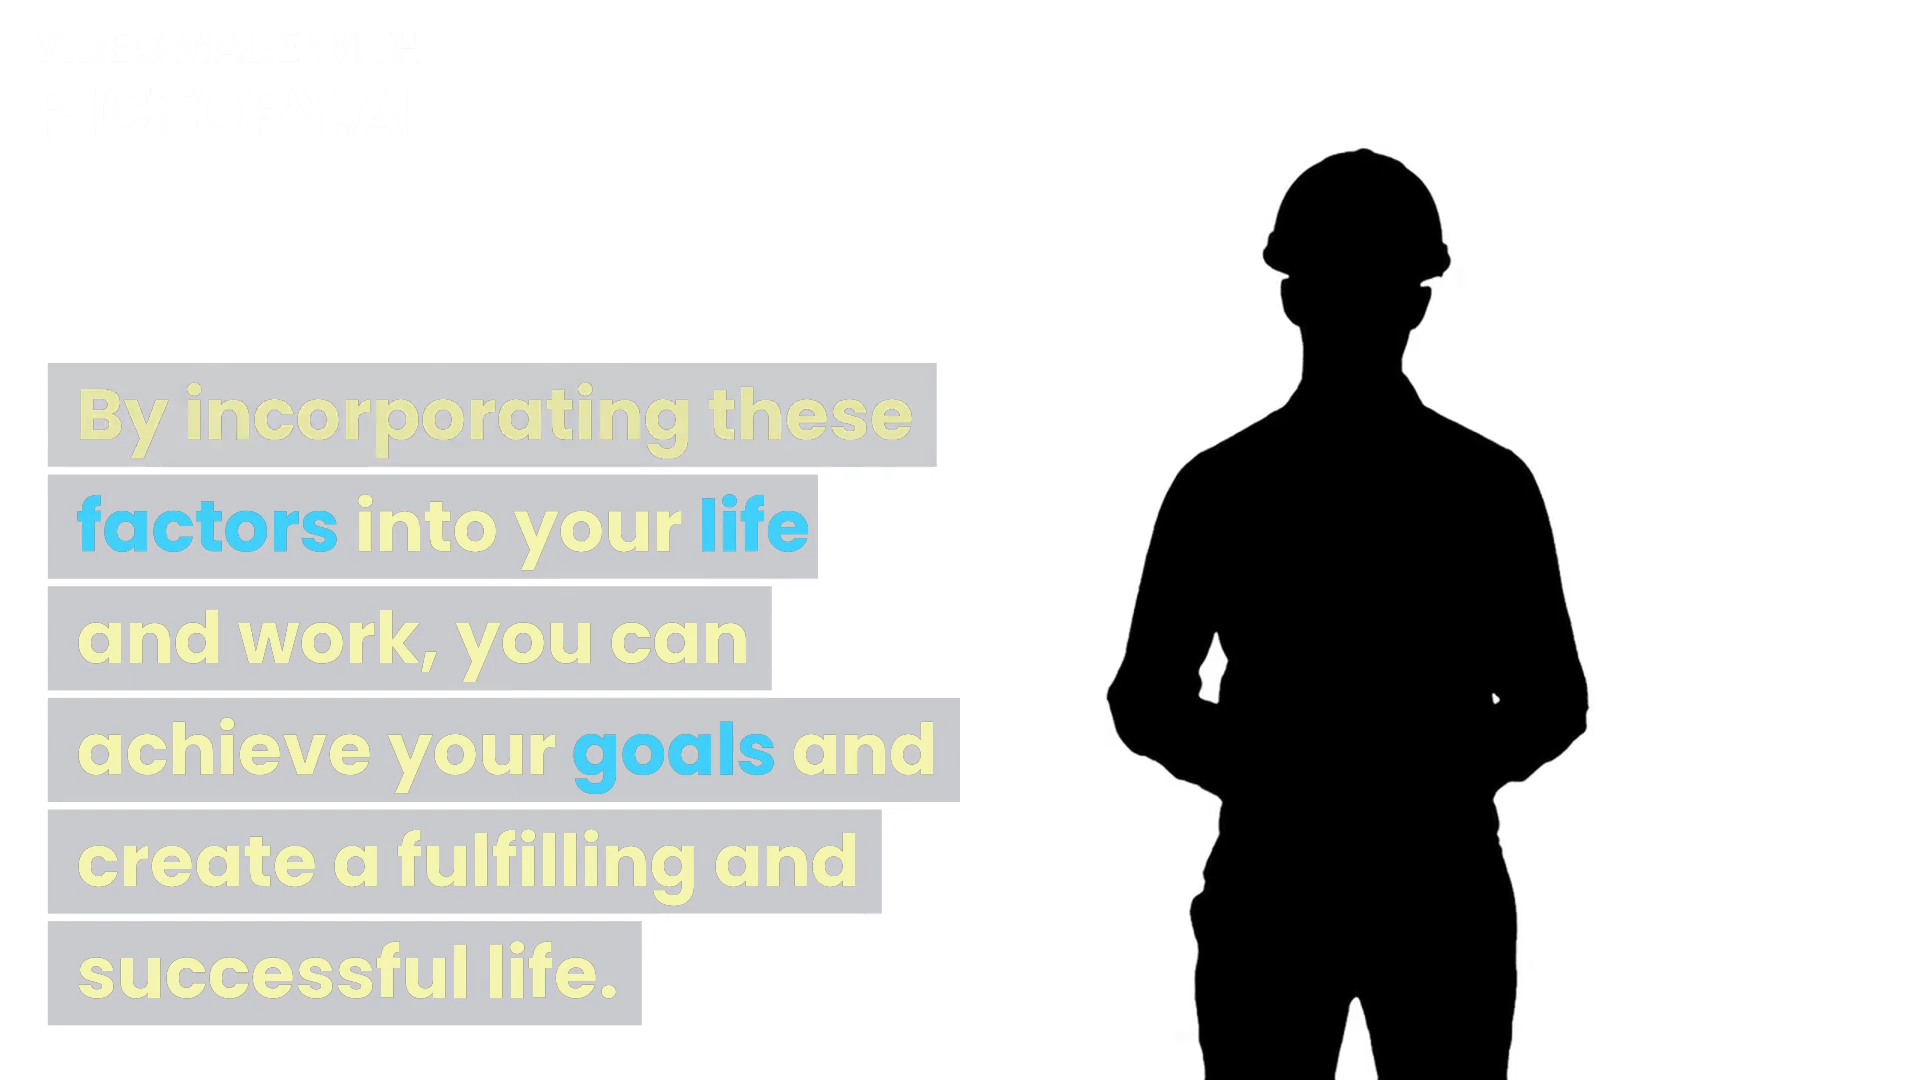 By incorporating these
factors into your life
and work, you can
achieve your goals and
create a fulfilling and
successful life.